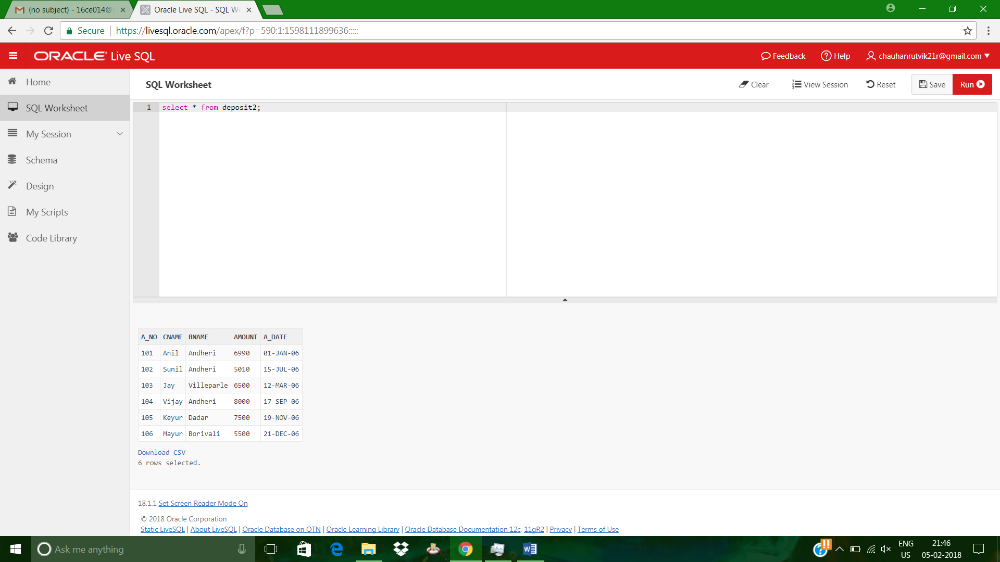 (no subject) - 16ce014@
Oracle Live SQL - SQL W
Secure
https://livesql.oracle.com/apex/f?p=590:1:1598111899636:::::
ORACLE Live SQL
Feedback
Help
chauhanrutvik21r@gmail.com
Home
SQL Worksheet
My Session
Schema
Design
My Scripts
Code Library
SQL Worksheet
Clear
View Session
Reset
Save
Run
1 select * from deposit2;
A_NO CNAME BNAME AMOUNT A_DATE
101 Anil Andheri 6990 01-JAN-06
102 Sunil Andheri 5010 15-JUL-06
103 Jay Villeparle 6500 12-MAR-06
104 Vijay Andheri 8000 17-SEP-06
105 Keyur Dadar 7500 19-NOV-06
106 Mayur Borivali 5500 21-DEC-06
Download CSV
6 rows selected.
18.1.1 Set Screen Reader Mode On
© 2018 Oracle Corporation
Static LiveSQL | About LiveSQL | Oracle Database on OTN | Oracle Learning Library | Oracle Database Documentation 12c, 11gR2 | Privacy | Terms of Use
Ask me anything
ENG
US
21:46
05-02-2018